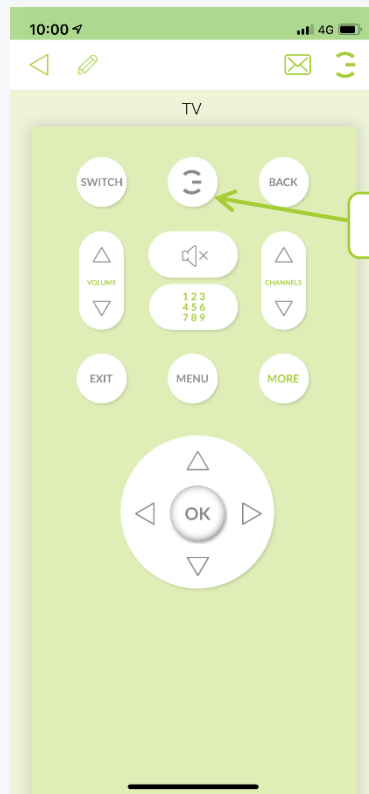 10:00 4G
TV
SWITCH BACK
VOLUME CHANNELS
1 2 3
4 5 6
7 8 9
EXIT MENU MORE
OK